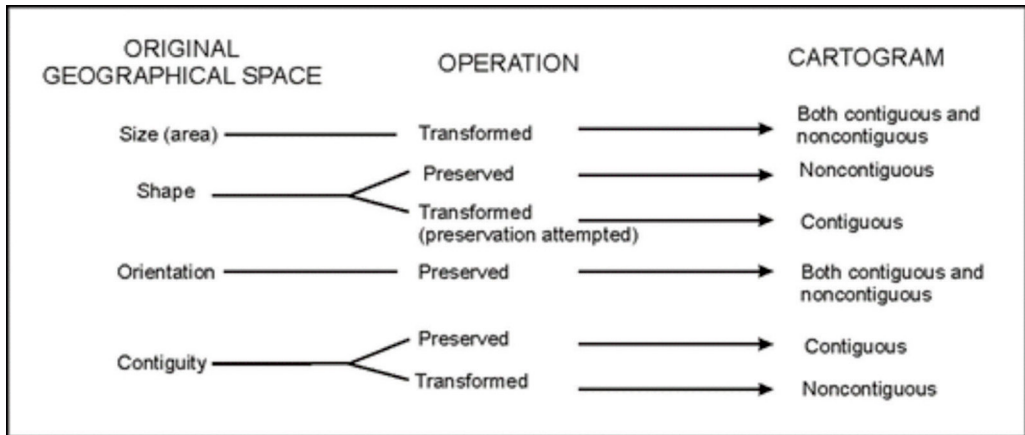 ORIGINAL
GEOGRAPHICAL SPACE
OPERATION
CARTOGRAM
Size (area)
Transformed
Both contiguous and
noncontiguous
Shape
Preserved
Noncontiguous
Transformed
(preservation attempted)
Contiguous
Orientation
Preserved
Both contiguous and
noncontiguous
Contiguity
Preserved
Contiguous
Transformed
Noncontiguous